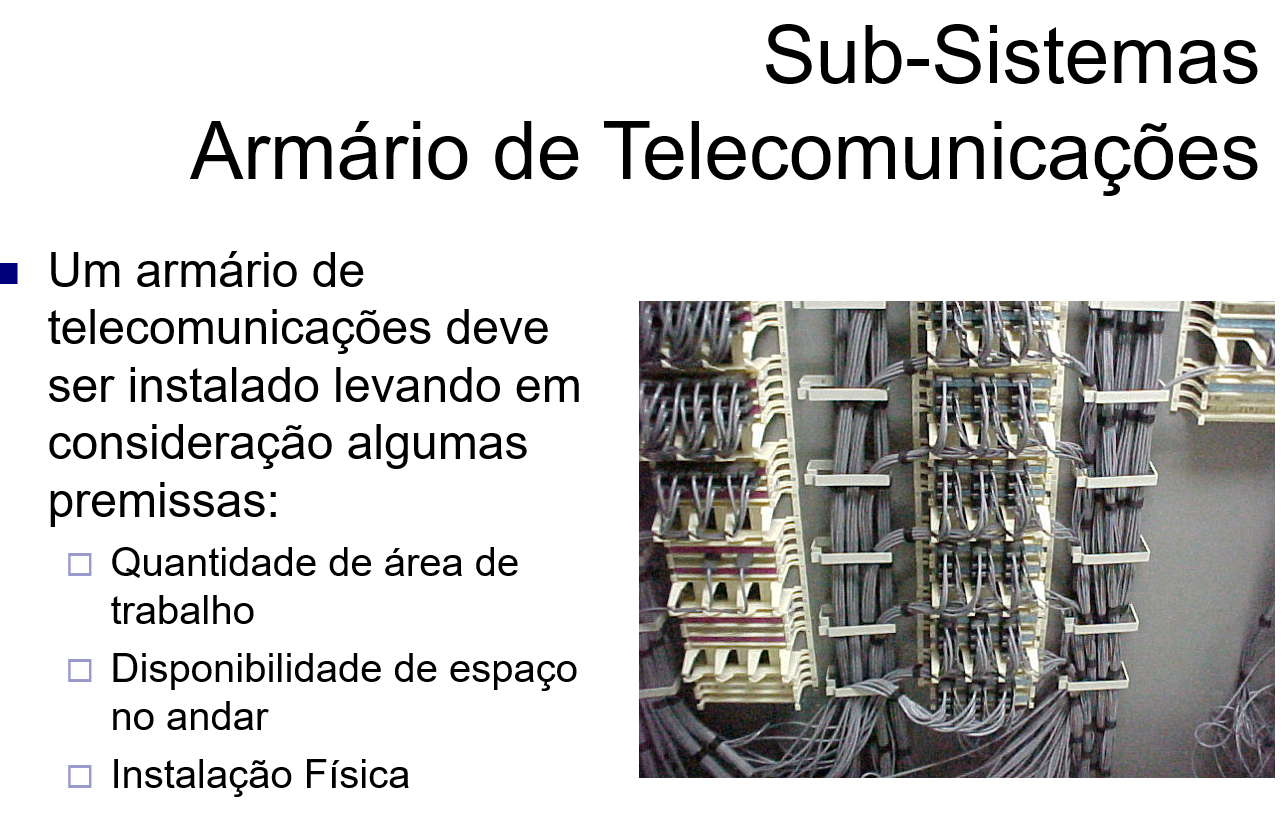 Sub-Sistemas
Armário de Telecomunicações
Um armário de
telecomunicações deve
ser instalado levando em
consideração algumas
premissas:
Quantidade de área de
trabalho
Disponibilidade de espaço
no andar
Instalação Física